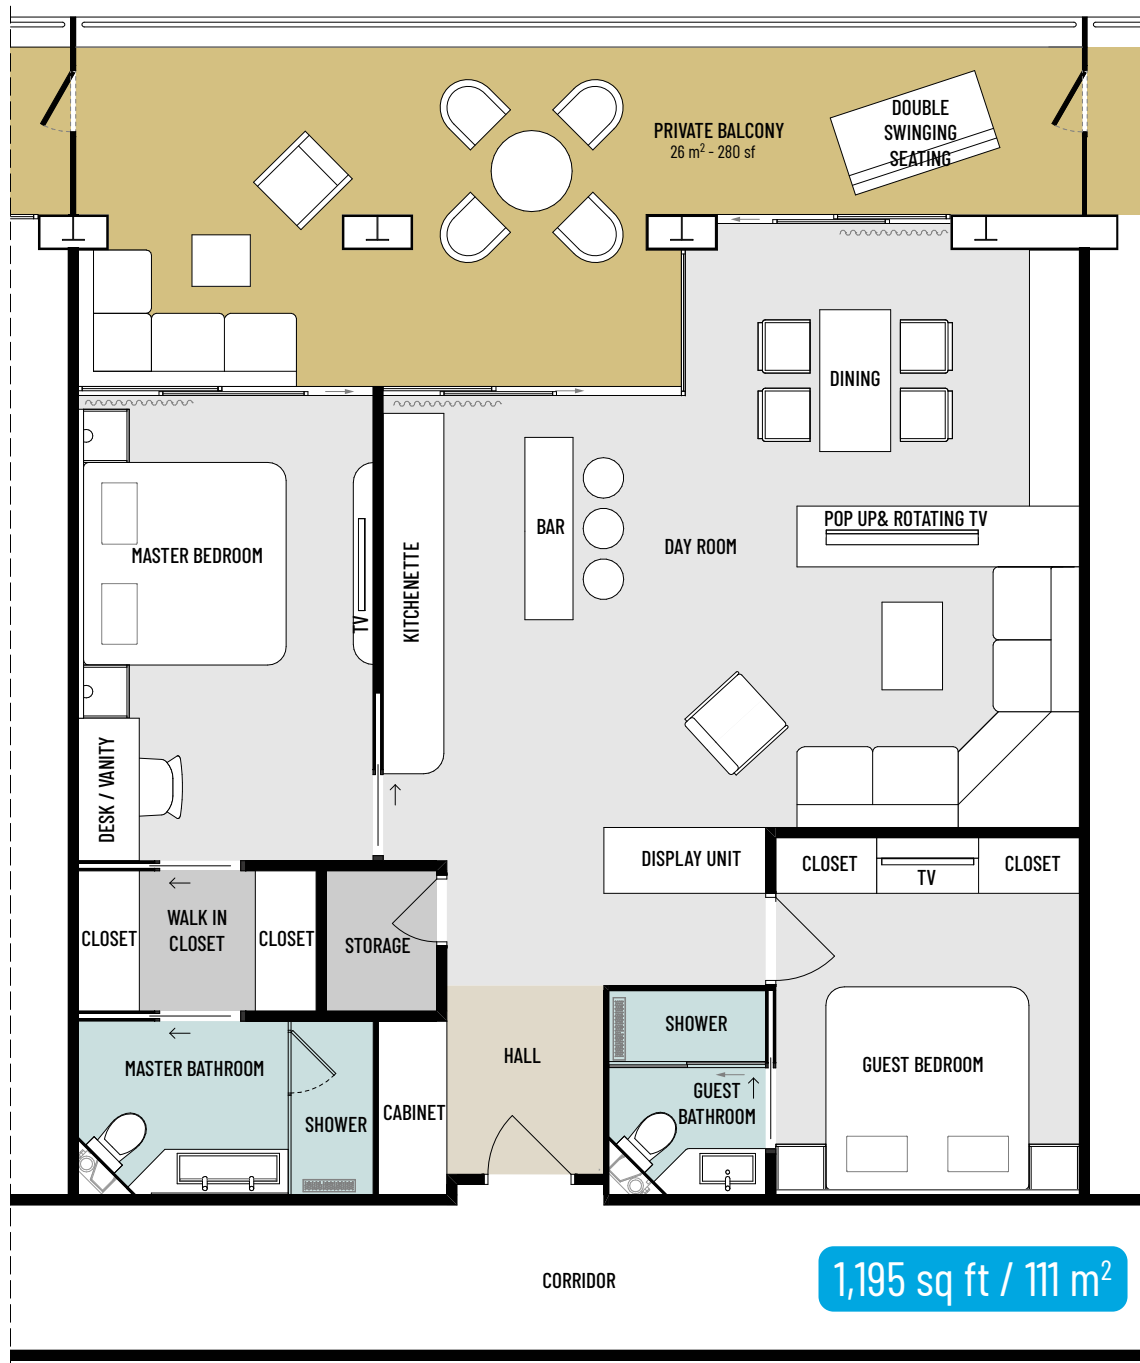 PRIVATE BALCONY
26 m² - 280 sf
DOUBLE
SWINGING
SEATING
DINING
POP UP& ROTATING TV
MASTER BEDROOM
TV
KITCHENETTE
BAR
DAY ROOM
DESK / VANITY
DISPLAY UNIT
CLOSET
TV
CLOSET
CLOSET
WALK IN
CLOSET
CLOSET
STORAGE
MASTER BATHROOM
SHOWER
CABINET
HALL
SHOWER
GUEST
BATHROOM
GUEST BEDROOM
CORRIDOR
1,195 sq ft / 111 m²